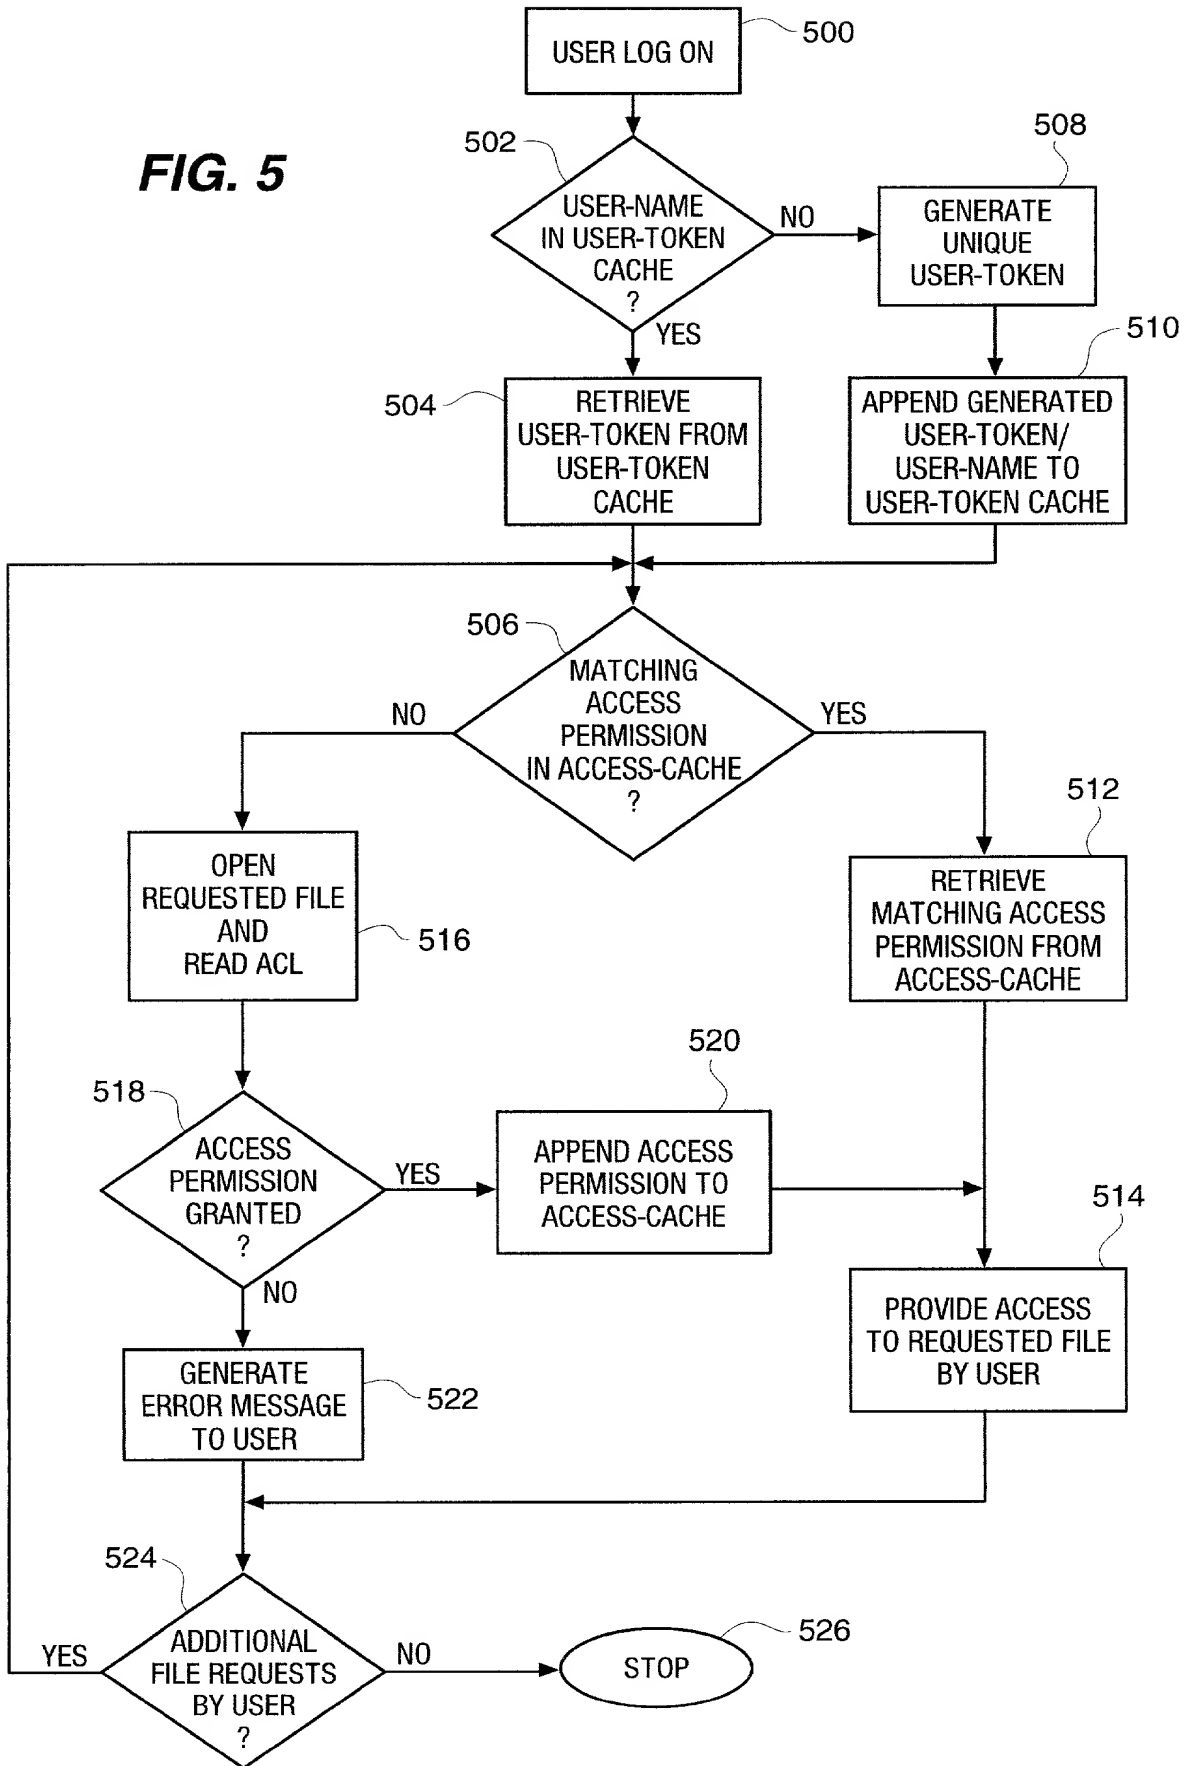 500
USER LOG ON
FIG. 5
502
508
USER-NAME
IN USER-TOKEN
CACHE
?
NO
GENERATE
UNIQUE
USER-TOKEN
YES
510
504
RETRIEVE
USER-TOKEN FROM
USER-TOKEN
CACHE
APPEND GENERATED
USER-TOKEN/
USER-NAME TO
USER-TOKEN CACHE
506
MATCHING
ACCESS
PERMISSION
IN ACCESS-CACHE
?
NO
YES
512
OPEN
REQUESTED FILE
AND
READ ACL
516
RETRIEVE
MATCHING ACCESS
PERMISSION FROM
ACCESS-CACHE
520
518
ACCESS
PERMISSION
GRANTED
?
YES
APPEND ACCESS
PERMISSION TO
ACCESS-CACHE
514
NO
PROVIDE ACCESS
TO REQUESTED FILE
BY USER
GENERATE
ERROR MESSAGE
TO USER
522
524
ADDITIONAL
FILE REQUESTS
BY USER
?
YES
NO
526
STOP